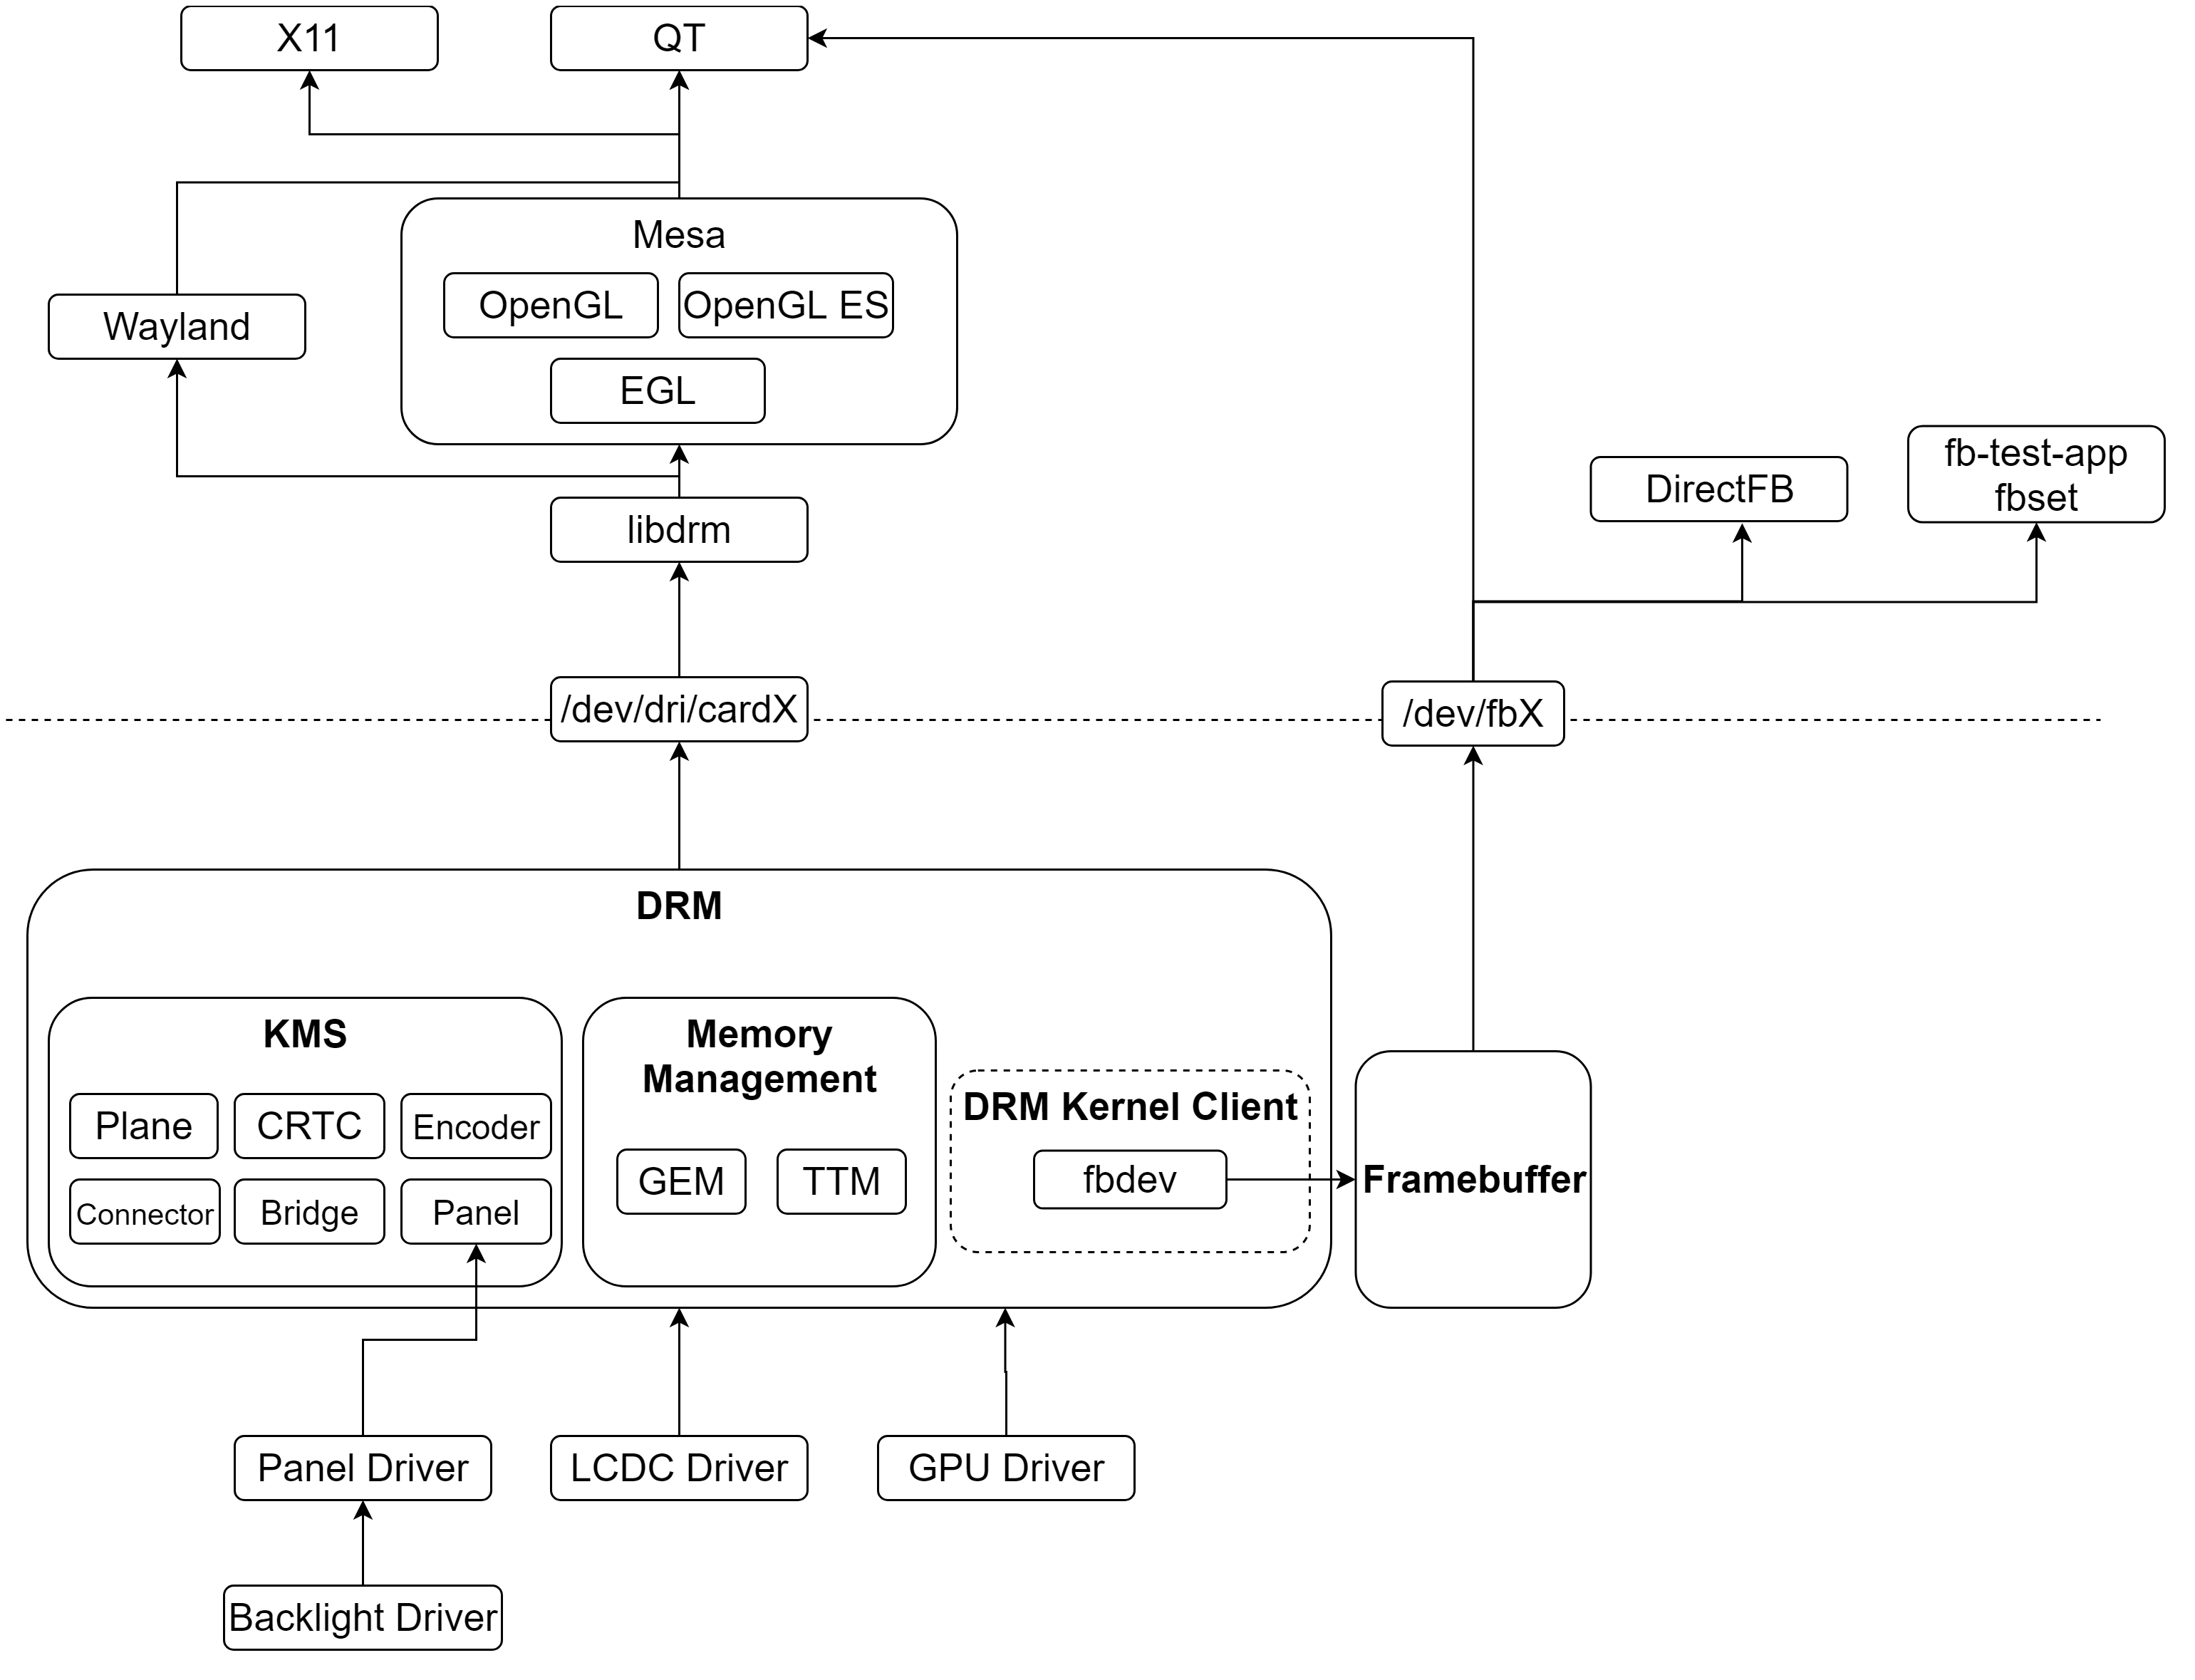 X11
QT
Mesa
OpenGL
OpenGL ES
Wayland
EGL
DirectFB
fb-test-app
fbset
libdrm
/dev/dri/cardX
/dev/fbX
DRM
KMS
Memory
Management
DRM Kernel Client
Plane
CRTC
Encoder
GEM
TTM
fbdev
Framebuffer
Connector
Bridge
Panel
Panel Driver
LCDC Driver
GPU Driver
Backlight Driver